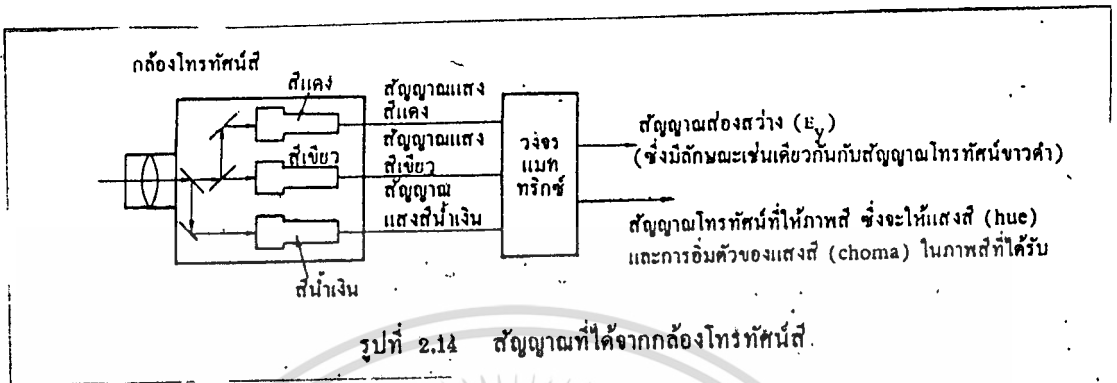 กล้องโทรทัศน์สี
สีแดง
สัญญาณแสง
สีแดง
สัญญาณแสง
สีเขียว
สีเขียว
สัญญาณ
แสงสีน้ำเงิน
สีน้ำเงิน
วงจร
แมท
ทริกซ์
สัญญาณส่องสว่าง (Ey)
(ซึ่งมีลักษณะเช่นเดียวกันกับสัญญาณโทรทัศน์ขาวดำ)
สัญญาณโทรทัศน์ที่ให้ภาพสี ซึ่งจะให้แสงสี (hue)
และการอิ่มตัวของแสงสี (choma) ในภาพสีที่ได้รับ
รูปที่ 2.14 สัญญาณที่ได้จากกล้องโทรทัศน์สี